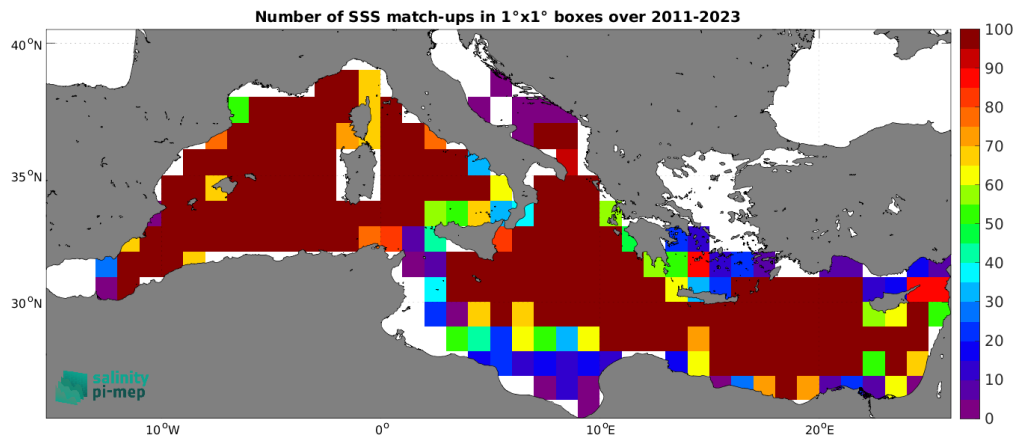 Number of SSS match-ups in 1°x1° boxes over 2011-2023
40°N
35°N
30°N
10°W
0°
10°E
20°E
100
90
80
70
60
50
40
30
20
10
0
salinity
pi-mep